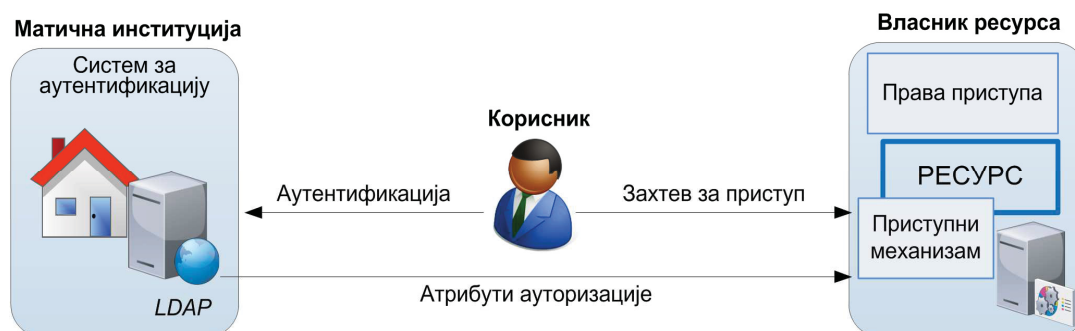 Матична институција
Систем за
аутентификацију
LDAP
Аутентификација
Корисник
Захтев за приступ
Атрибути ауторизације
Власник ресурса
Права приступа
РЕСУРС
Приступни
механизам